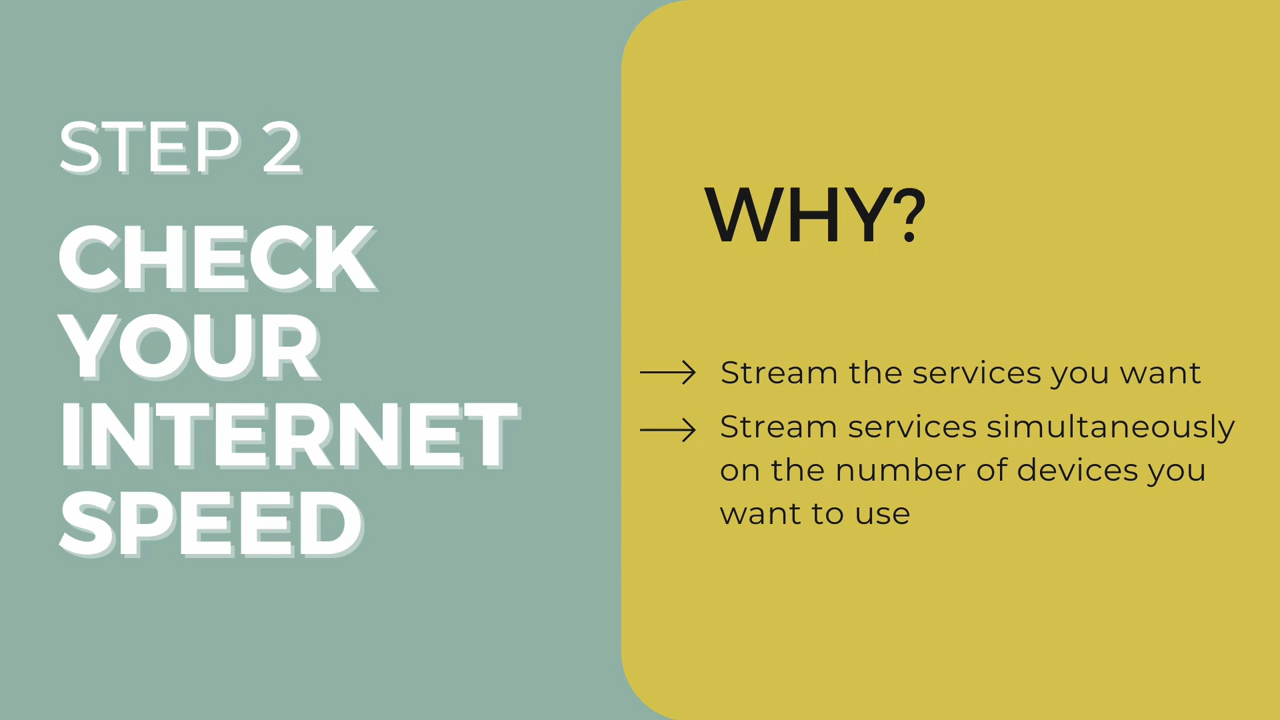 STEP 2
CHECK
YOUR
INTERNET
SPEED
WHY?
Stream the services you want
Stream services simultaneously
on the number of devices you
want to use